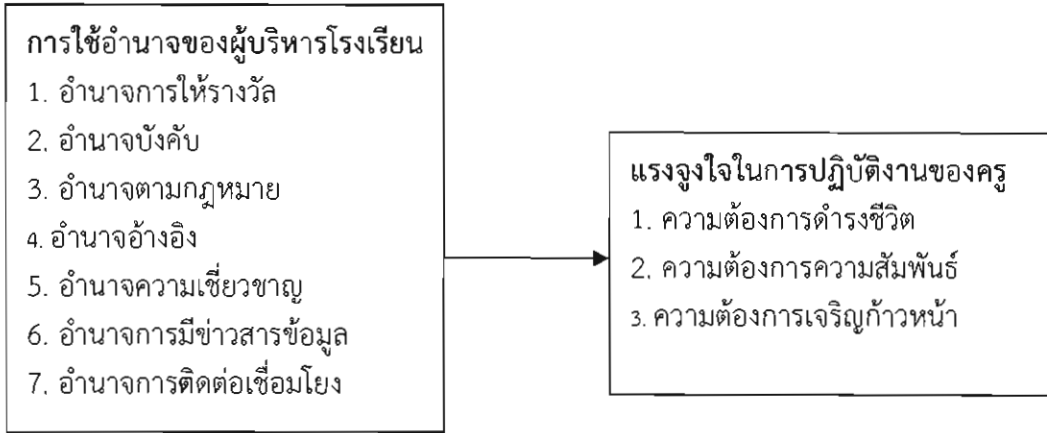 การใช้อำนาจของผู้บริหารโรงเรียน
1. อำนาจการให้รางวัล
2. อำนาจบังคับ
3. อำนาจตามกฎหมาย
4. อำนาจอ้างอิง
5. อำนาจความเชี่ยวชาญ
6. อำนาจการมีข่าวสารข้อมูล
7. อำนาจการติดต่อเชื่อมโยง
แรงจูงใจในการปฏิบัติงานของครู
1. ความต้องการดำรงชีวิต
2. ความต้องการความสัมพันธ์
3. ความต้องการเจริญก้าวหน้า